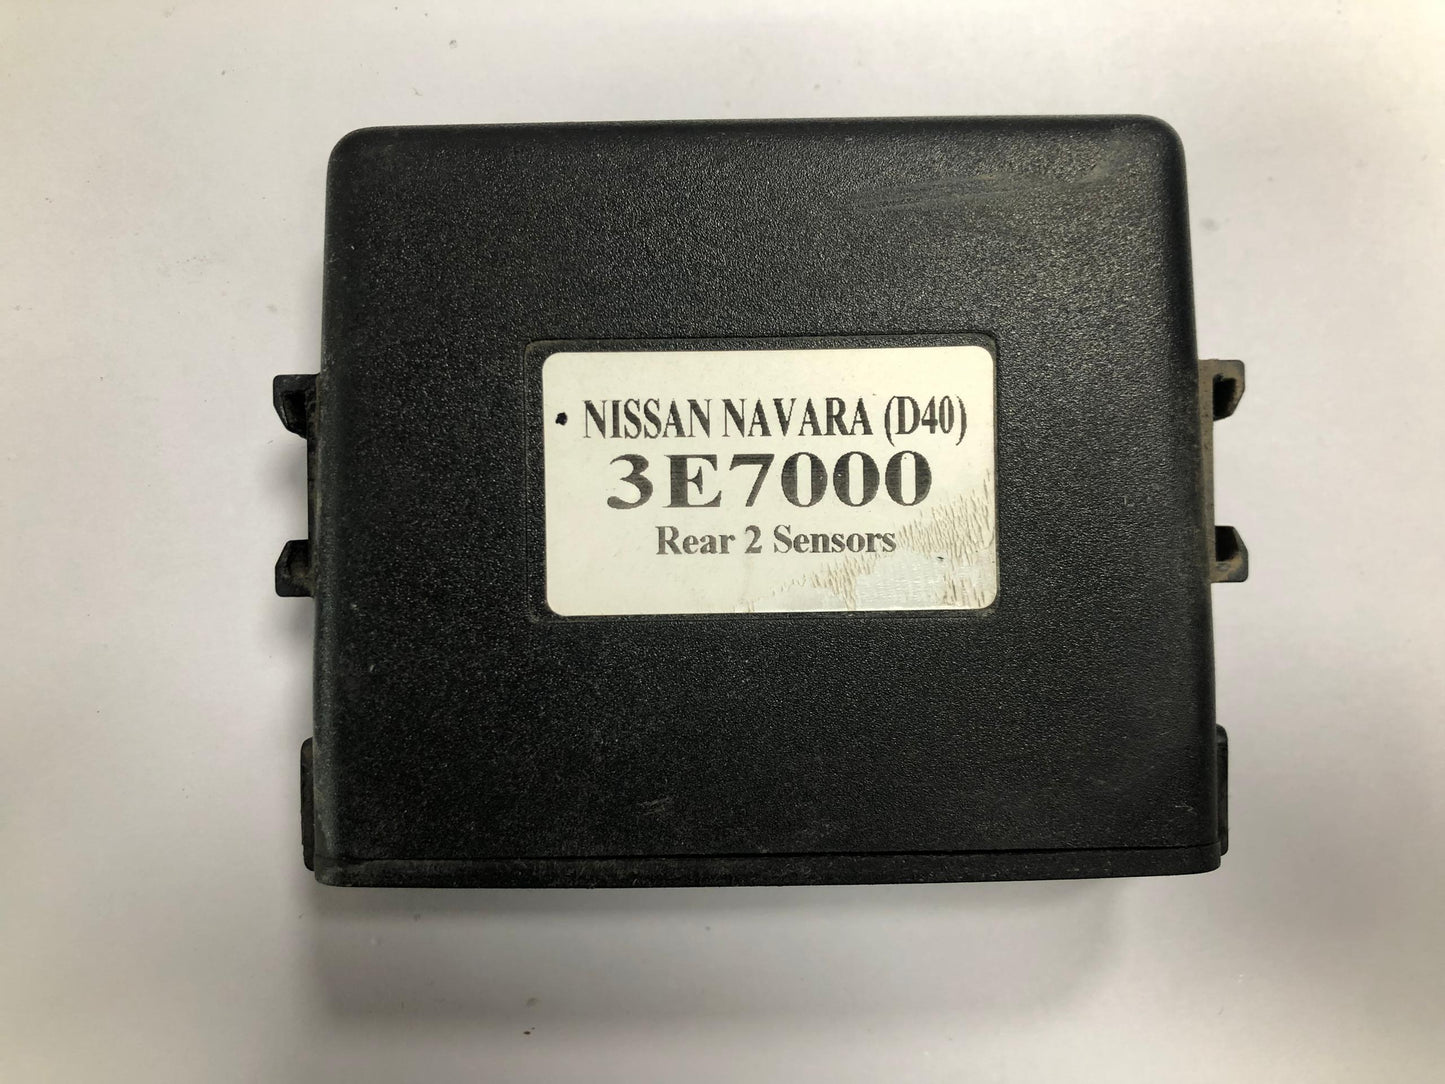 NISSAN NAVARA (D40)
3E7000
Rear 2 Sensors